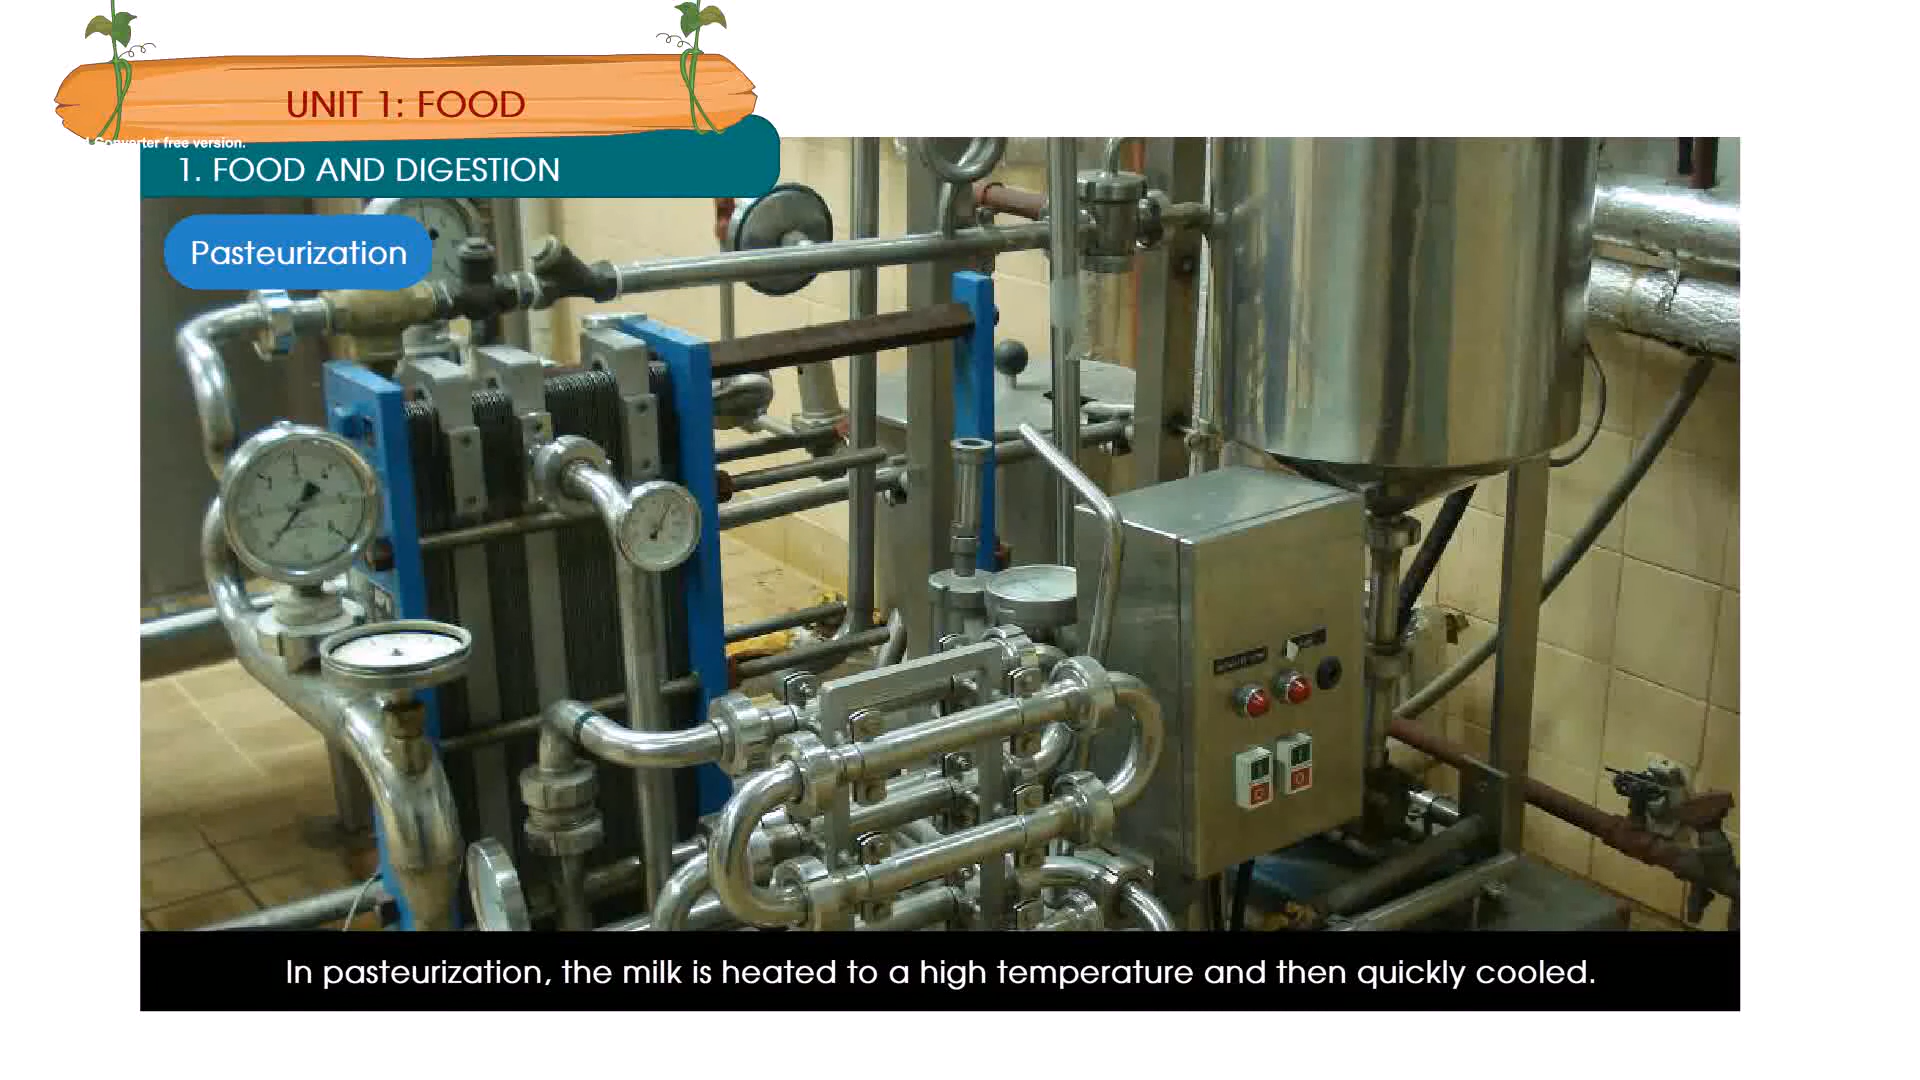 UNIT 1: FOOD
ter free version.
1. FOOD AND DIGESTION
Pasteurization
In pasteurization, the milk is heated to a high temperature and then quickly cooled.